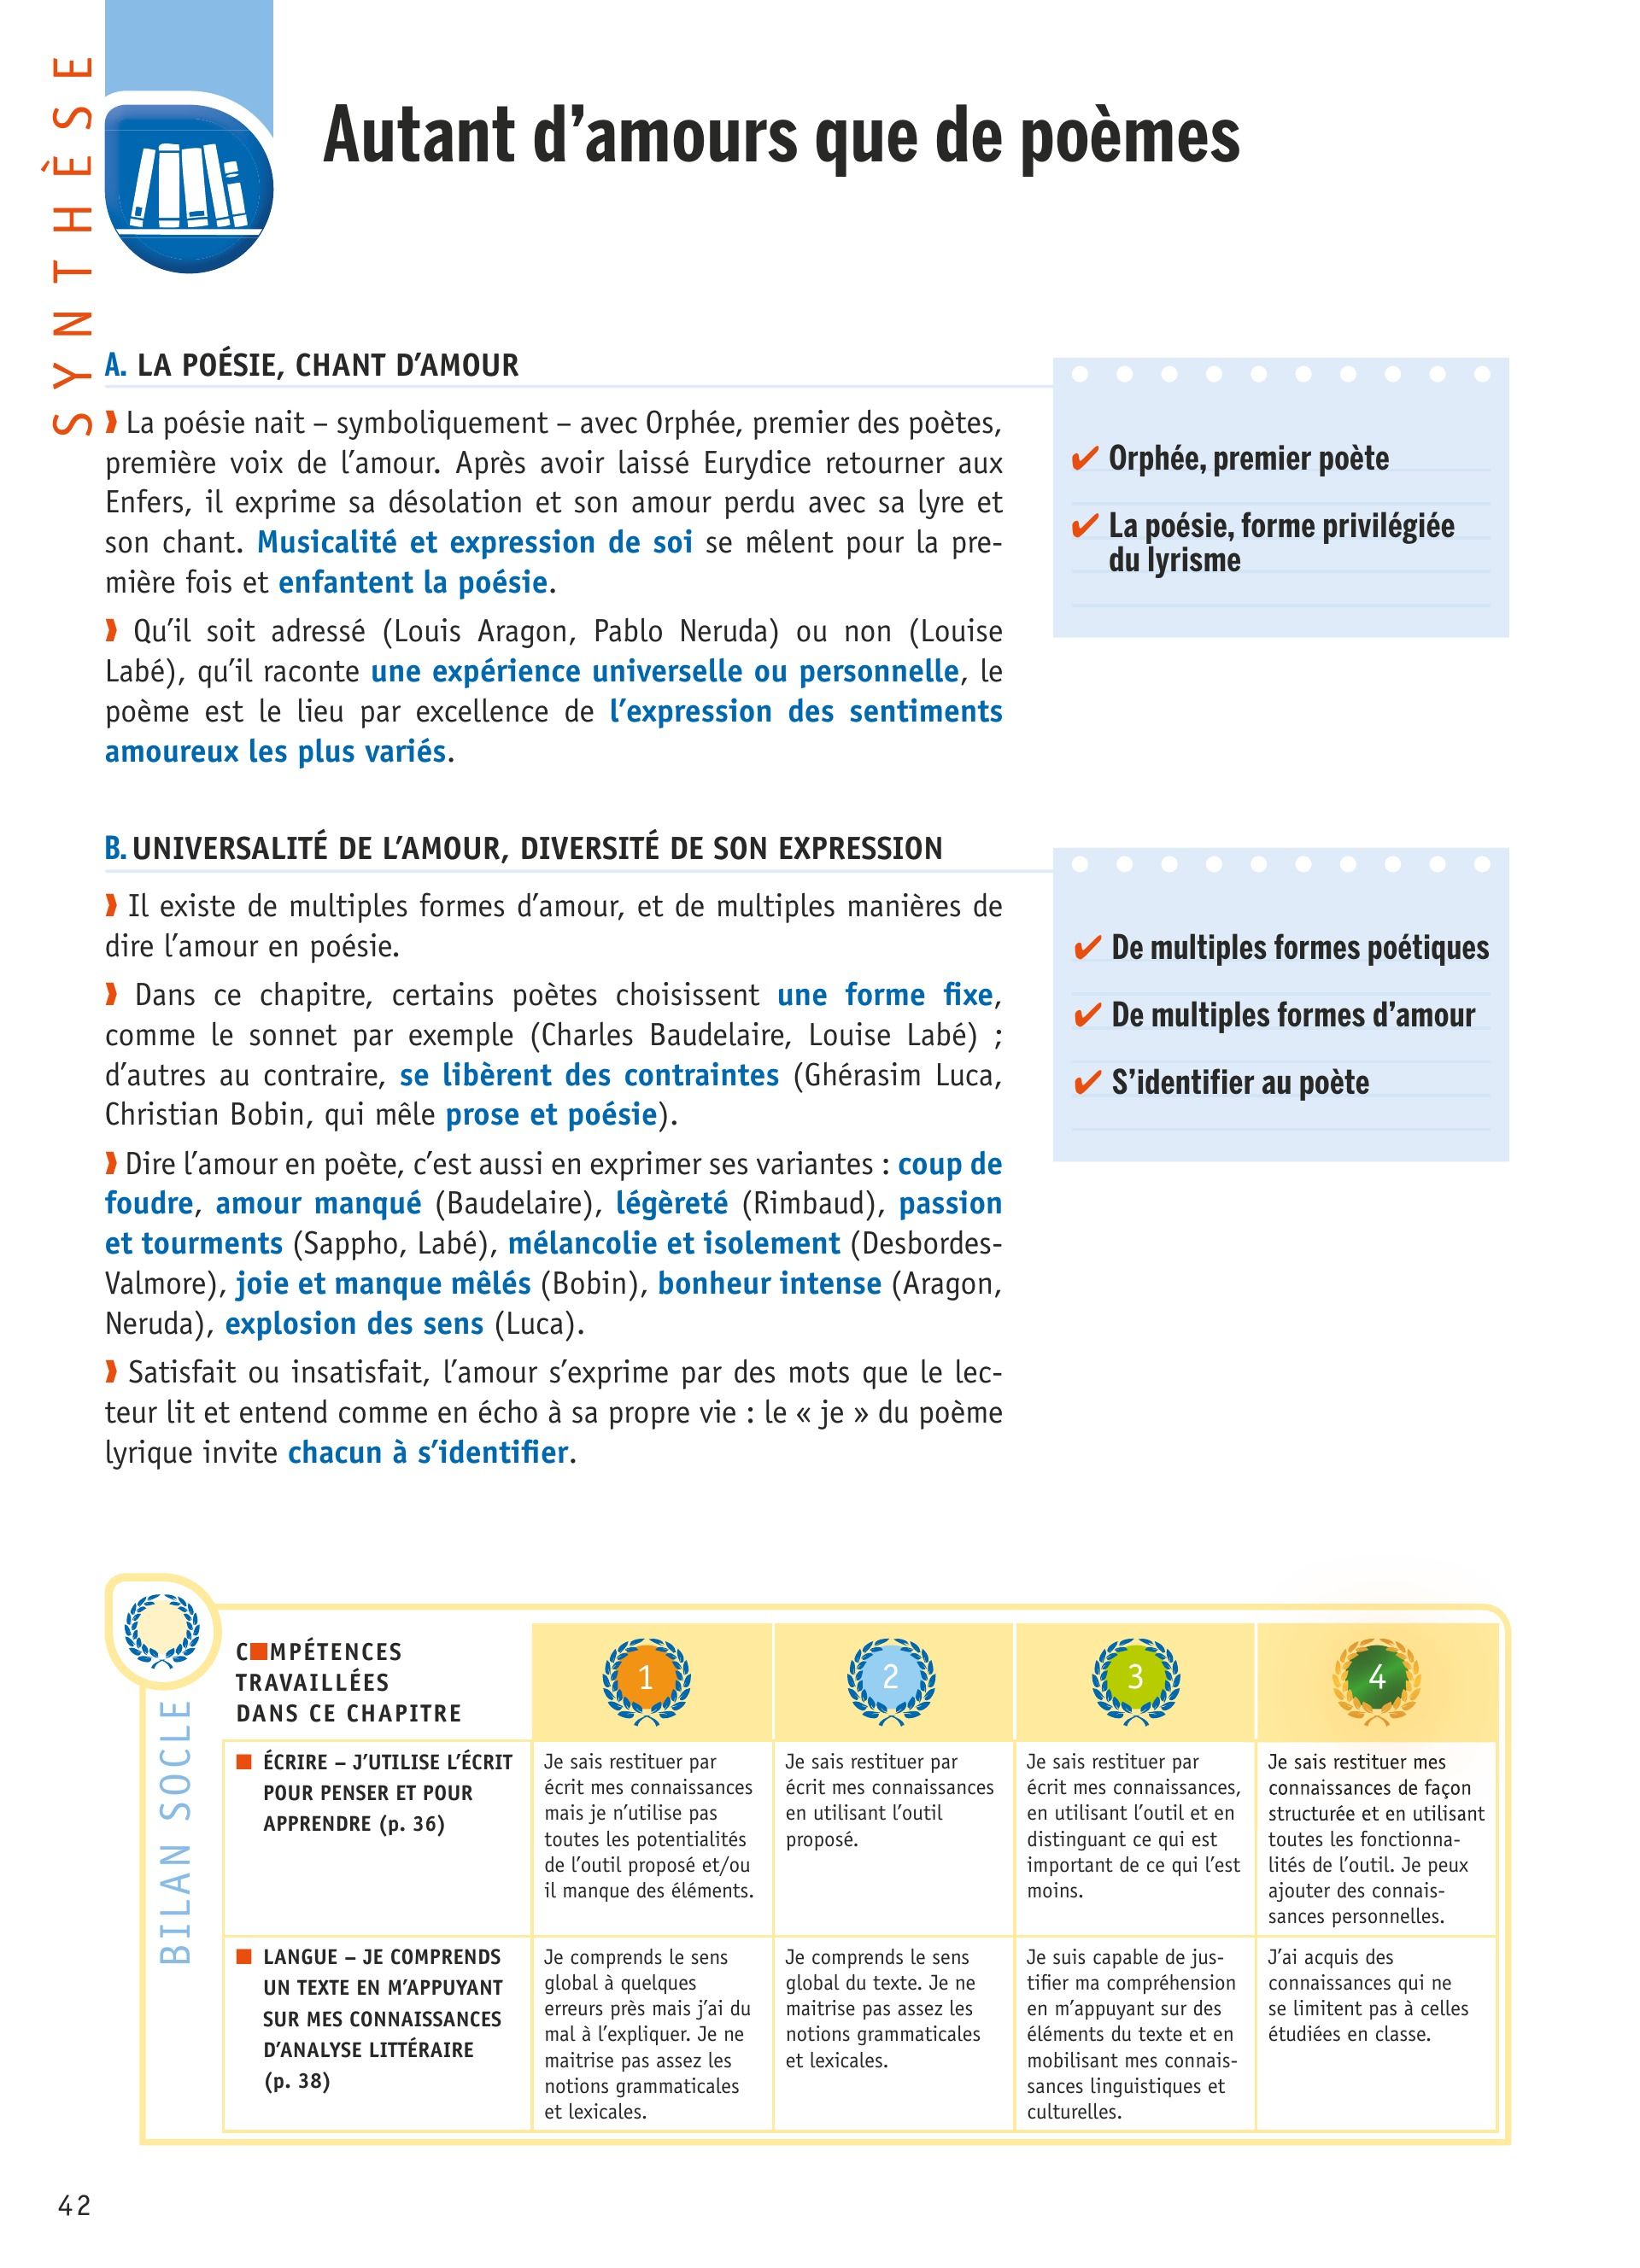 SYNTHÈSE
Autant d’amours que de poèmes
A. LA POÉSIE, CHANT D’AMOUR
❱ La poésie nait – symboliquement – avec Orphée, premier des poètes,
première voix de l’amour. Après avoir laissé Eurydice retourner aux
Enfers, il exprime sa désolation et son amour perdu avec sa lyre et
son chant. Musicalité et expression de soi se mêlent pour la pre-
mière fois et enfantent la poésie.
❱ Qu’il soit adressé (Louis Aragon, Pablo Neruda) ou non (Louise
Labé), qu’il raconte une expérience universelle ou personnelle, le
poème est le lieu par excellence de l’expression des sentiments
amoureux les plus variés.
✔ Orphée, premier poète
✔ La poésie, forme privilégiée
du lyrisme
B. UNIVERSALITÉ DE L’AMOUR, DIVERSITÉ DE SON EXPRESSION
❱ Il existe de multiples formes d’amour, et de multiples manières de
dire l’amour en poésie.
❱ Dans ce chapitre, certains poètes choisissent une forme fixe,
comme le sonnet par exemple (Charles Baudelaire, Louise Labé) ;
d’autres au contraire, se libèrent des contraintes (Ghérasim Luca,
Christian Bobin, qui mêle prose et poésie).
❱ Dire l’amour en poète, c’est aussi en exprimer ses variantes : coup de
foudre, amour manqué (Baudelaire), légèreté (Rimbaud), passion
et tourments (Sappho, Labé), mélancolie et isolement (Desbordes-
Valmore), joie et manque mêlés (Bobin), bonheur intense (Aragon,
Neruda), explosion des sens (Luca).
❱ Satisfait ou insatisfait, l’amour s’exprime par des mots que le lec-
teur lit et entend comme en écho à sa propre vie : le « je » du poème
lyrique invite chacun à s’identifier.
✔ De multiples formes poétiques
✔ De multiples formes d’amour
✔ S’identifier au poète
BILAN SOCLE
C■MPÉTENCES
TRAVAILLÉES
DANS CE CHAPITRE
1
2
3
4
■ ÉCRIRE – J’UTILISE L’ÉCRIT
POUR PENSER ET POUR
APPRENDRE (p. 36)
Je sais restituer par
écrit mes connaissances
mais je n’utilise pas
toutes les potentialités
de l’outil proposé et/ou
il manque des éléments.
Je sais restituer par
écrit mes connaissances
en utilisant l’outil
proposé.
Je sais restituer par
écrit mes connaissances,
en utilisant l’outil et en
distinguant ce qui est
important de ce qui l’est
moins.
Je sais restituer mes
connaissances de façon
structurée et en utilisant
toutes les fonctionna-
lités de l’outil. Je peux
ajouter des connais-
sances personnelles.
■ LANGUE – JE COMPRENDS
UN TEXTE EN M’APPUYANT
SUR MES CONNAISSANCES
D’ANALYSE LITTÉRAIRE
(p. 38)
Je comprends le sens
global à quelques
erreurs près mais j’ai du
mal à l’expliquer. Je ne
maitrise pas assez les
notions grammaticales
et lexicales.
Je comprends le sens
global du texte. Je ne
maitrise pas assez les
notions grammaticales
et lexicales.
Je suis capable de jus-
tifier ma compréhension
en m’appuyant sur des
éléments du texte et en
mobilisant mes connais-
sances linguistiques et
culturelles.
J’ai acquis des
connaissances qui ne
se limitent pas à celles
étudiées en classe.
42